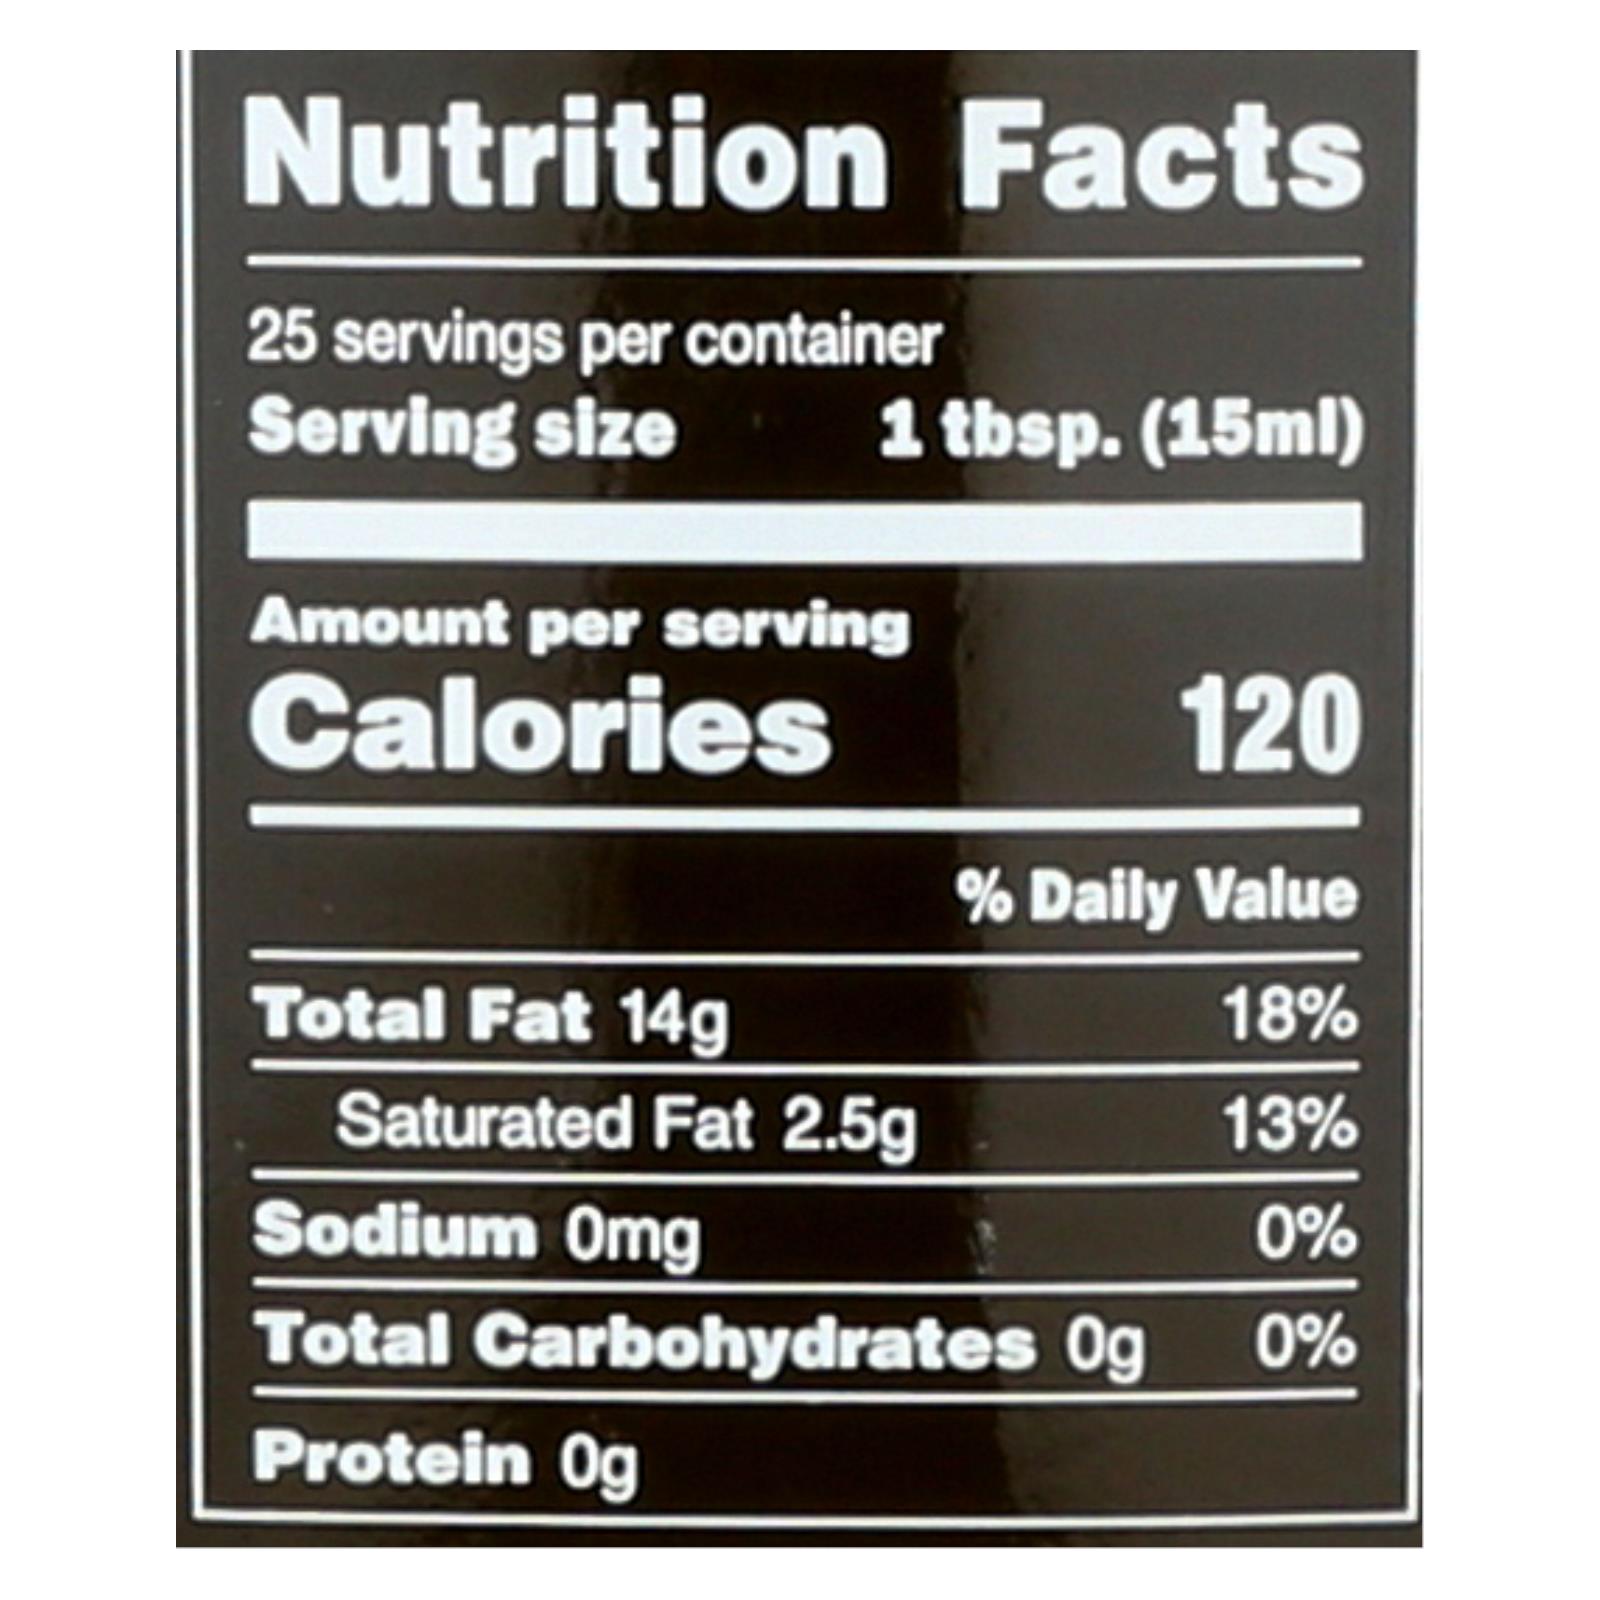 Nutrition Facts
25 servings per container
Serving size 1 tbsp. (15ml)
Amount per serving
Calories 120
% Daily Value
Total Fat 14g 18%
Saturated Fat 2.5g 13%
Sodium 0mg 0%
Total Carbohydrates 0g 0%
Protein 0g